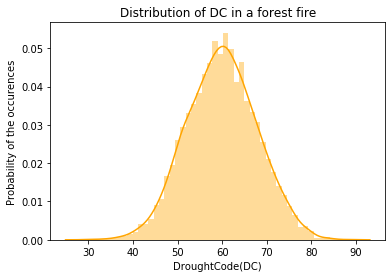 Distribution of DC in a forest fire
Probability of the occurences
0.05
0.04
0.03
0.02
0.01
0.00
30 40 50 60 70 80 90
DroughtCode(DC)